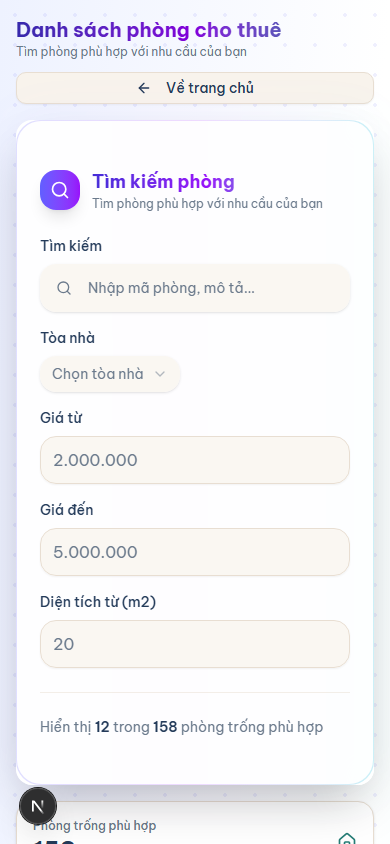 Danh sách phòng cho thuê
Tìm phòng phù hợp với nhu cầu của bạn
Về trang chủ
Tìm kiếm phòng
Tìm phòng phù hợp với nhu cầu của bạn
Tìm kiếm
Nhập mã phòng, mô tả...
Tòa nhà
Chọn tòa nhà
Giá từ
2.000.000
Giá đến
5.000.000
Diện tích từ (m2)
20
Hiển thị 12 trong 158 phòng trống phù hợp
N
Phòng trống phù hợp
158